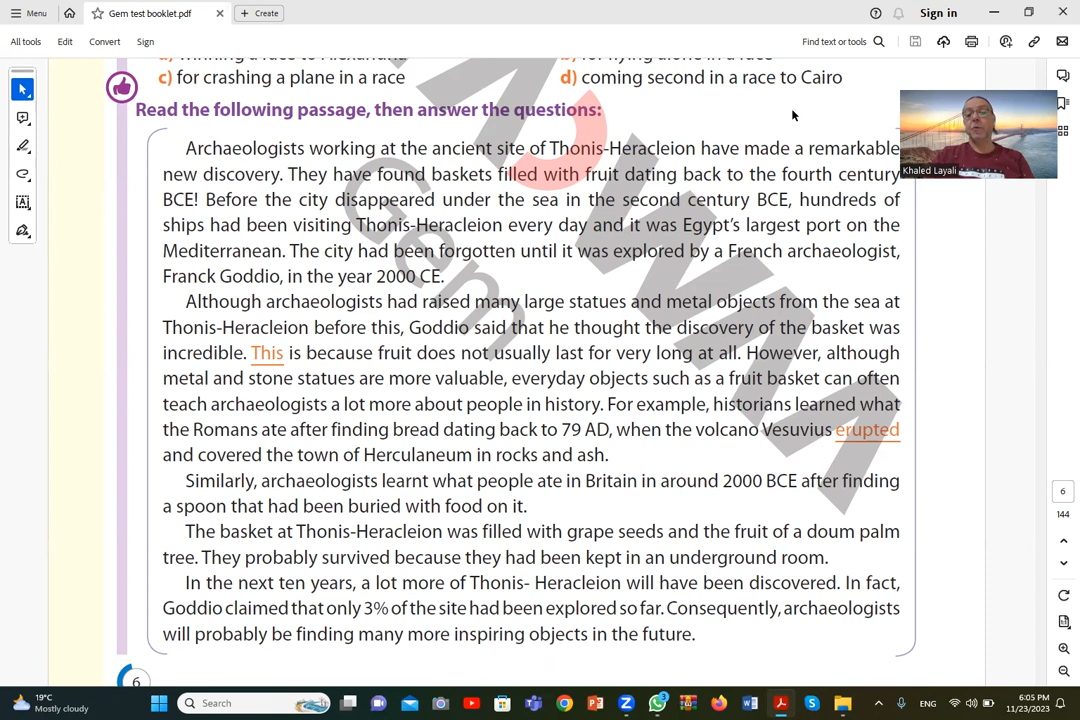 Menu
Gem test booklet.pdf
Create
Sign in
All tools
Edit
Convert
Sign
Find text or tools
a) winning a race to Alexandria
b) for flying alone in a race
c) for crashing a plane in a race
d) coming second in a race to Cairo
Read the following passage, then answer the questions:
Khaled Layali
Archaeologists working at the ancient site of Thonis-Heracleion have made a remarkable
new discovery. They have found baskets filled with fruit dating back to the fourth century
BCE! Before the city disappeared under the sea in the second century BCE, hundreds of
ships had been visiting Thonis-Heracleion every day and it was Egypt's largest port on the
Mediterranean. The city had been forgotten until it was explored by a French archaeologist,
Franck Goddio, in the year 2000 CE.
Although archaeologists had raised many large statues and metal objects from the sea at
Thonis-Heracleion before this, Goddio said that he thought the discovery of the basket was
incredible. This is because fruit does not usually last for very long at all. However, although
metal and stone statues are more valuable, everyday objects such as a fruit basket can often
teach archaeologists a lot more about people in history. For example, historians learned what
the Romans ate after finding bread dating back to 79 AD, when the volcano Vesuvius erupted
and covered the town of Herculaneum in rocks and ash.
Similarly, archaeologists learnt what people ate in Britain in around 2000 BCE after finding
a spoon that had been buried with food on it.
The basket at Thonis-Heracleion was filled with grape seeds and the fruit of a doum palm
tree. They probably survived because they had been kept in an underground room.
In the next ten years, a lot more of Thonis- Heracleion will have been discovered. In fact,
Goddio claimed that only 3% of the site had been explored so far. Consequently, archaeologists
will probably be finding many more inspiring objects in the future.
Gem
6
6
144
19°C
Mostly cloudy
Search
3
ENG
6:05 PM
11/23/2023